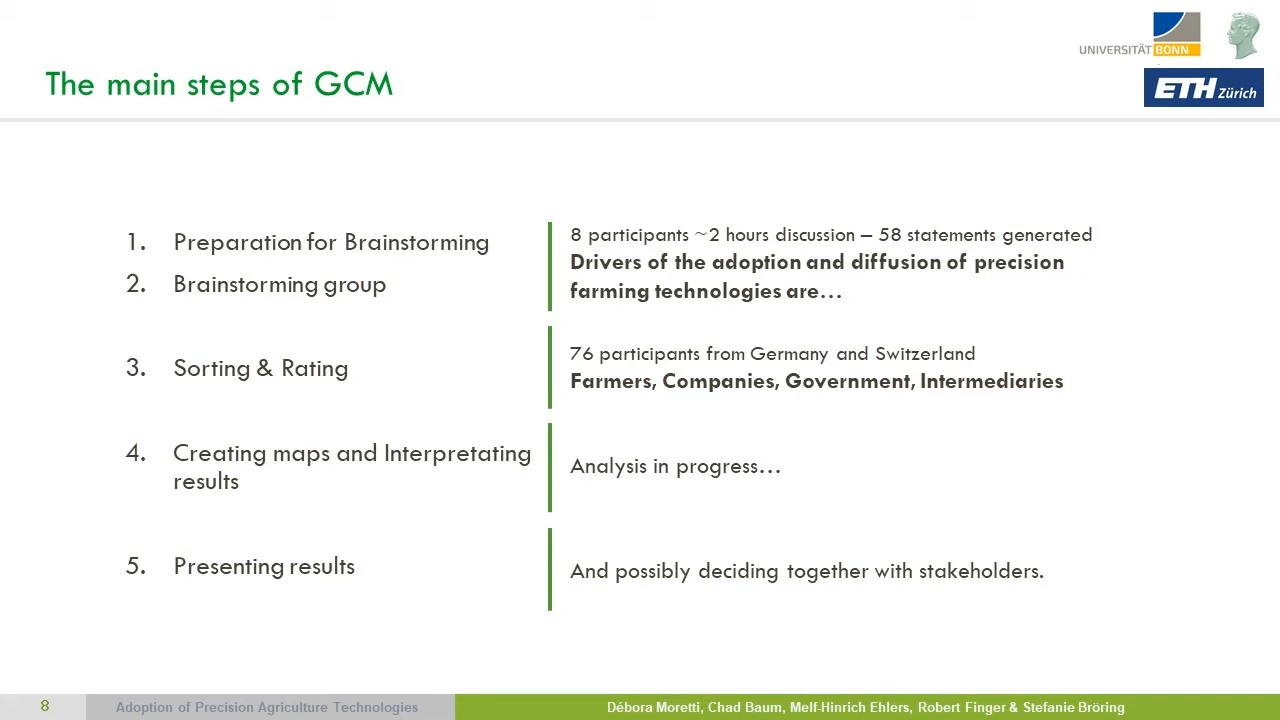 UNIVERSITÄT BONN
The main steps of GCM
ETH Zürich
1. Preparation for Brainstorming
2. Brainstorming group
8 participants ~2 hours discussion – 58 statements generated
Drivers of the adoption and diffusion of precision
farming technologies are…
3. Sorting & Rating
76 participants from Germany and Switzerland
Farmers, Companies, Government, Intermediaries
4. Creating maps and Interpretating
results
Analysis in progress…
5. Presenting results
And possibly deciding together with stakeholders.
8
Adoption of Precision Agriculture Technologies
Débora Moretti, Chad Baum, Melf-Hinrich Ehlers, Robert Finger & Stefanie Bröring